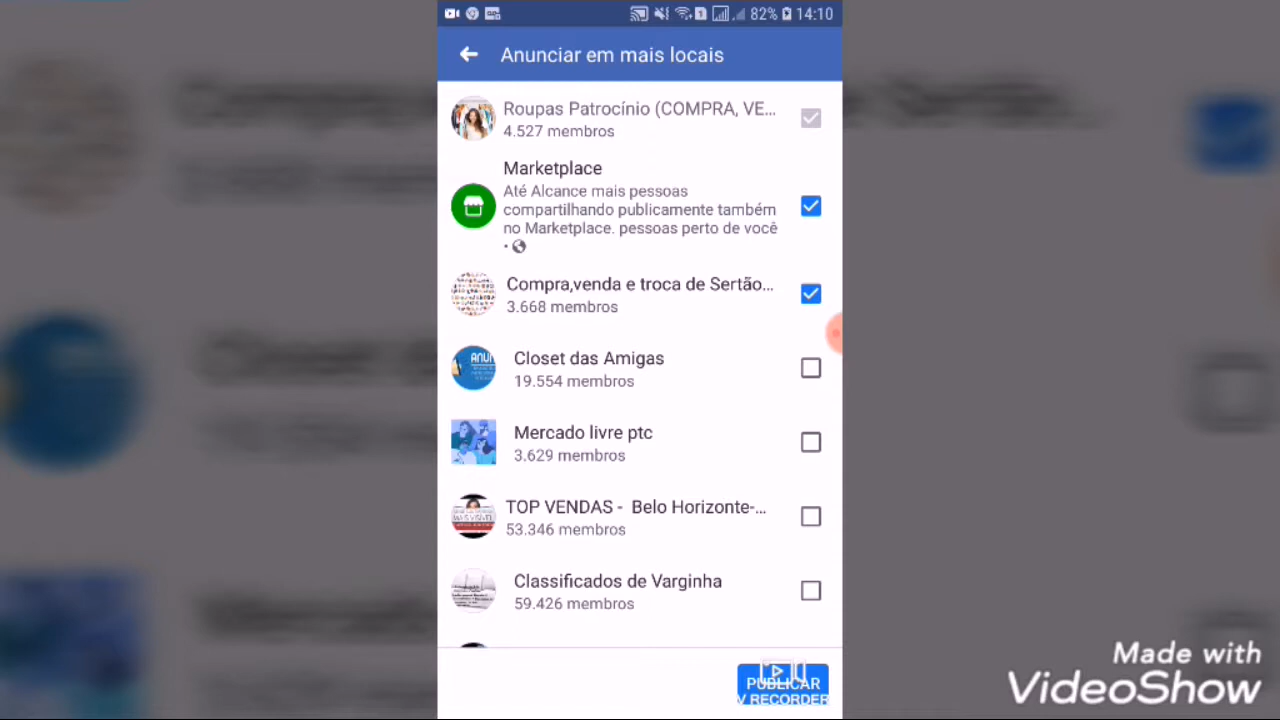 82% 14:10
Anunciar em mais locais
Roupas Patrocínio (COMPRA, VE...
4.527 membros
Marketplace
Até Alcance mais pessoas
compartilhando publicamente também
no Marketplace. pessoas perto de você
Compra,venda e troca de Sertão...
3.668 membros
ANUN
Closet das Amigas
19.554 membros
Mercado livre ptc
3.629 membros
TOP VENDAS - Belo Horizonte-...
53.346 membros
Classificados de Varginha
59.426 membros
PUBLICAR
V RECORDER
Made with
VideoShow